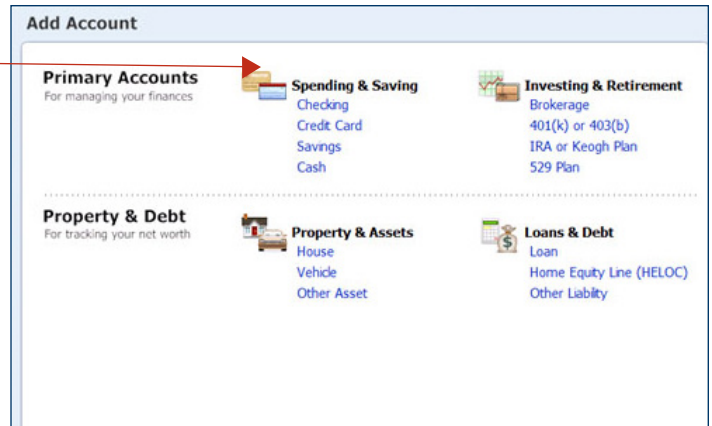 Add Account
Primary Accounts
For managing your finances
Spending & Saving
Checking
Credit Card
Savings
Cash
Investing & Retirement
Brokerage
401(k) or 403(b)
IRA or Keogh Plan
529 Plan
Property & Debt
For tracking your net worth
Property & Assets
House
Vehicle
Other Asset
Loans & Debt
Loan
Home Equity Line (HELOC)
Other Liability